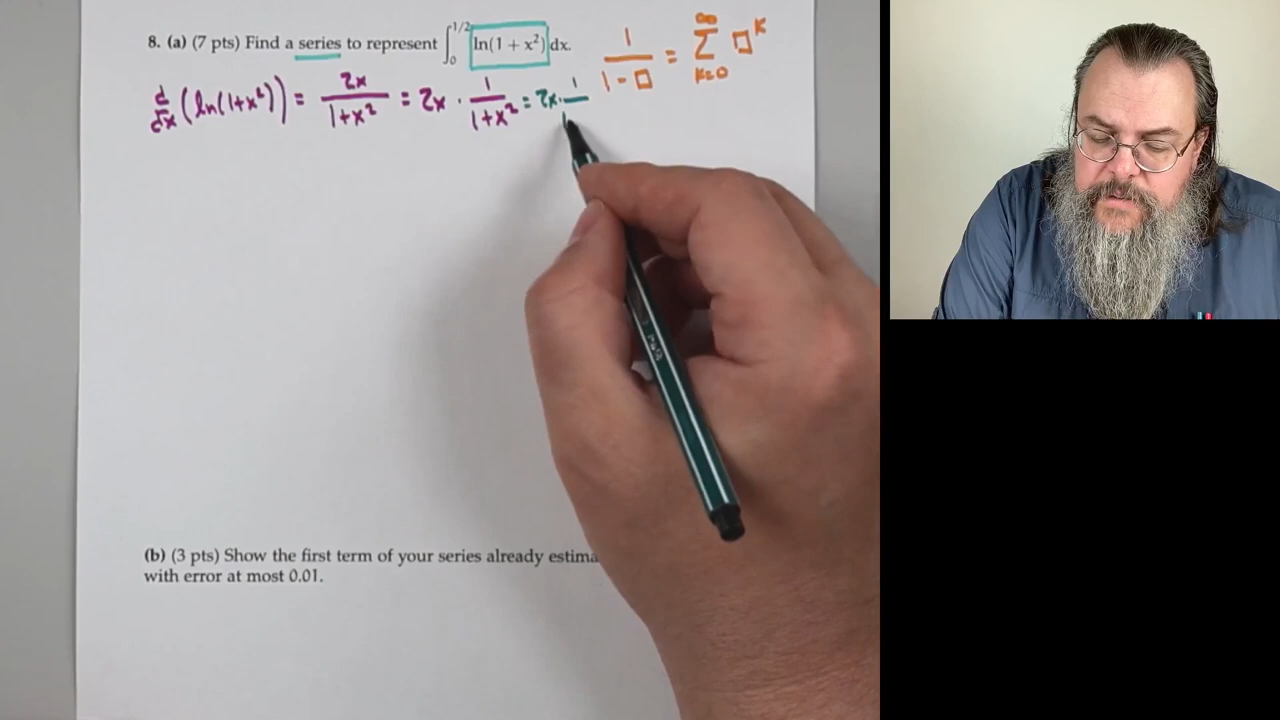 8. (a) (7 pts) Find a series to represent ∫₀^{1/2} ln(1 + x²) dx.
1/(1 - □) = ∑_{k=0}^{∞} □^k
d/dx (ln(1+x²)) = 2x/(1+x²) = 2x · 1/(1+x²) = 2x · 1/
(b) (3 pts) Show the first term of your series already estima
with error at most 0.01.